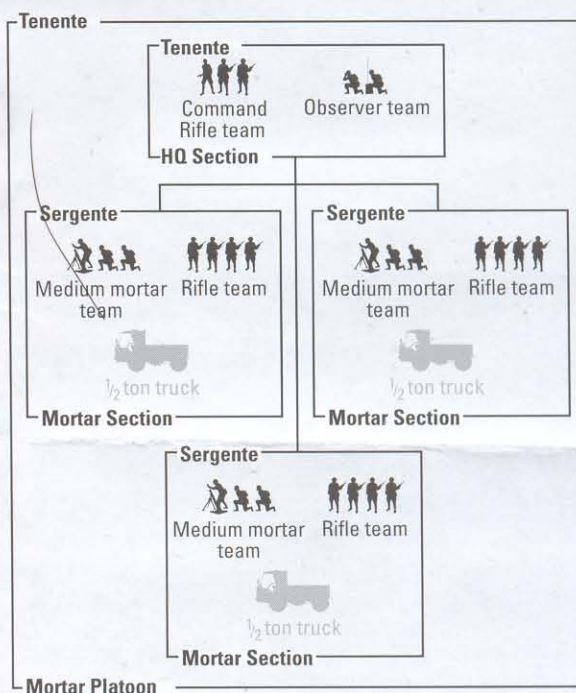 Tenente
Tenente
Command
Rifle team
Observer team
HQ Section
Sergente
Medium mortar
team
Rifle team
½ ton truck
Mortar Section
Sergente
Medium mortar
team
Rifle team
½ ton truck
Mortar Section
Sergente
Medium mortar
team
Rifle team
½ ton truck
Mortar Section
Mortar Platoon